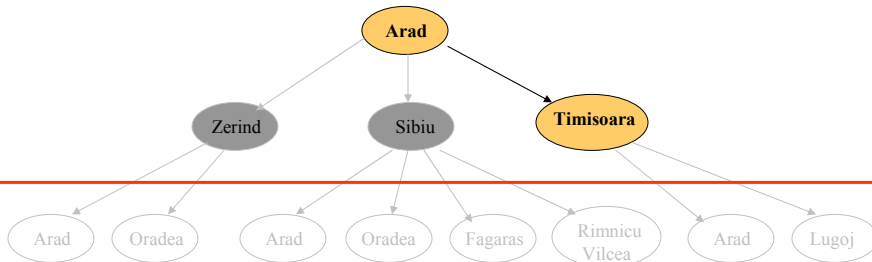 Arad
Zerind
Sibiu
Timisoara
Arad
Oradea
Arad
Oradea
Fagaras
Rimnicu
Vilcea
Arad
Lugoj